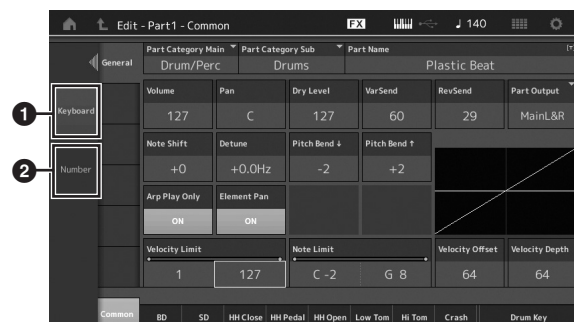 Edit - Part1 - Common FX 140
General Part Category Main Part Category Sub Part Name
Drum/Perc Drums Plastic Beat
1 Keyboard
Volume Pan Dry Level VarSend RevSend Part Output
127 C 127 60 29 MainL&R
2 Number
Note Shift Detune Pitch Bend ↓ Pitch Bend ↑
+0 +0.0Hz -2 +2
Arp Play Only Element Pan
ON ON
Velocity Limit Note Limit Velocity Offset Velocity Depth
1 127 C -2 G 8 64 64
Common BD SD HH Close HH Pedal HH Open Low Tom Hi Tom Crash Drum Key